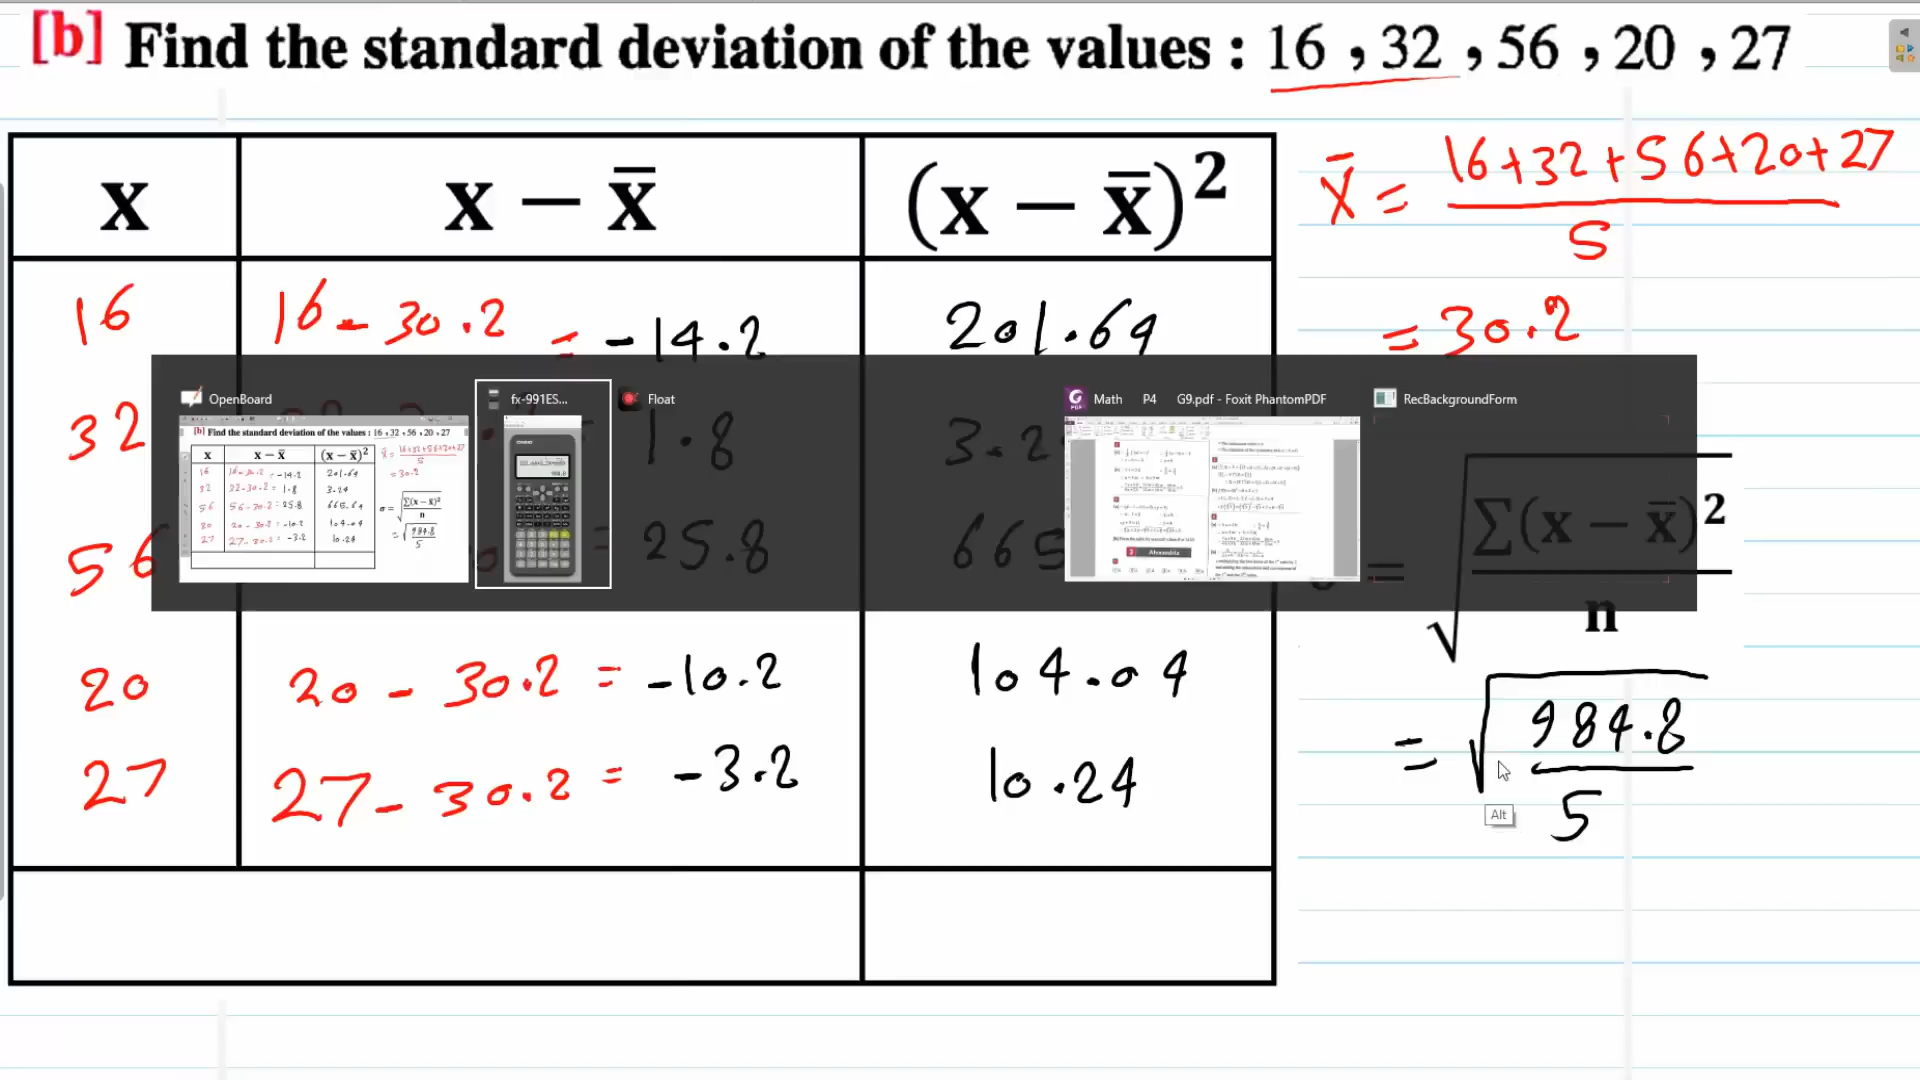 [b] Find the standard deviation of the values : 16 , 32 , 56 , 20 , 27
x x − x̄ (x − x̄)²
x̄ = 16+32+56+20+27 / 5
= 30.2
16 16 - 30.2 = -14.2 201.64
OpenBoard fx-991ES... Float Math P4 G9.pdf - Foxit PhantomPDF RecBackgroundForm
32 1.8 3.2
56 = 25.8 665
= √ ∑(x − x̄)² / n
20 20 - 30.2 = -10.2 104.04
= √ 984.8 / 5
27 27 - 30.2 = -3.2 10.24
Alt